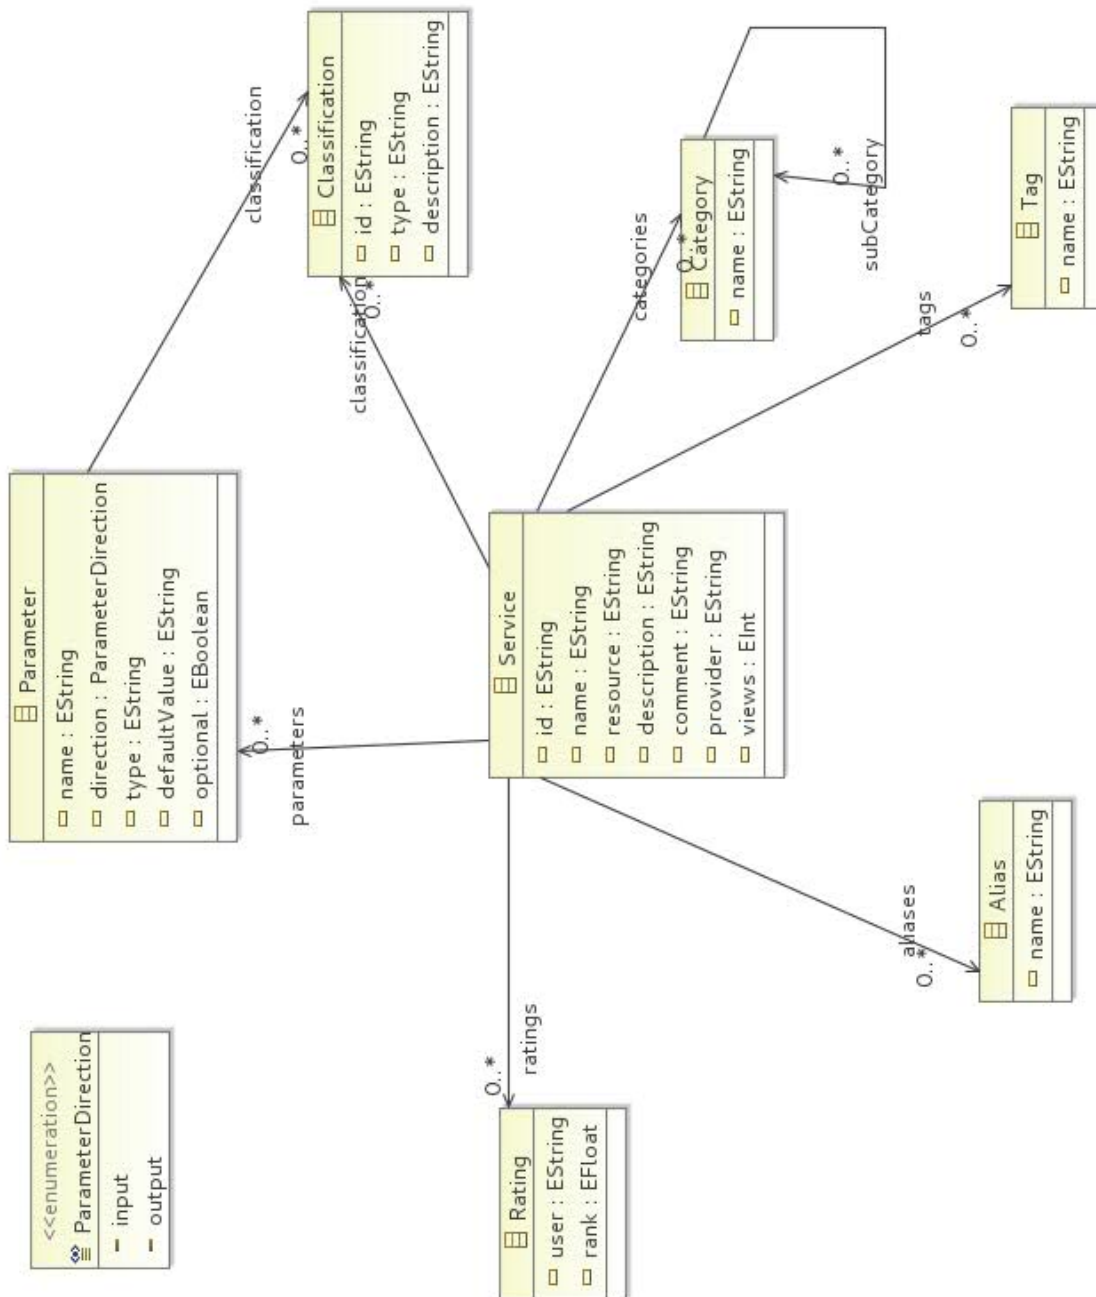 <<enumeration>>
ParameterDirection
input
output
Parameter
name : EString
direction : ParameterDirection
type : EString
defaultValue : EString
optional : EBoolean
classification
0..*
Classification
id : EString
type : EString
description : EString
classification
0..*
parameters
0..*
Rating
user : EString
rank : EFloat
ratings
0..*
Service
id : EString
name : EString
resource : EString
description : EString
comment : EString
provider : EString
views : EInt
categories
0..*
Category
name : EString
subCategory
0..*
aliases
0..*
Alias
name : EString
tags
0..*
Tag
name : EString